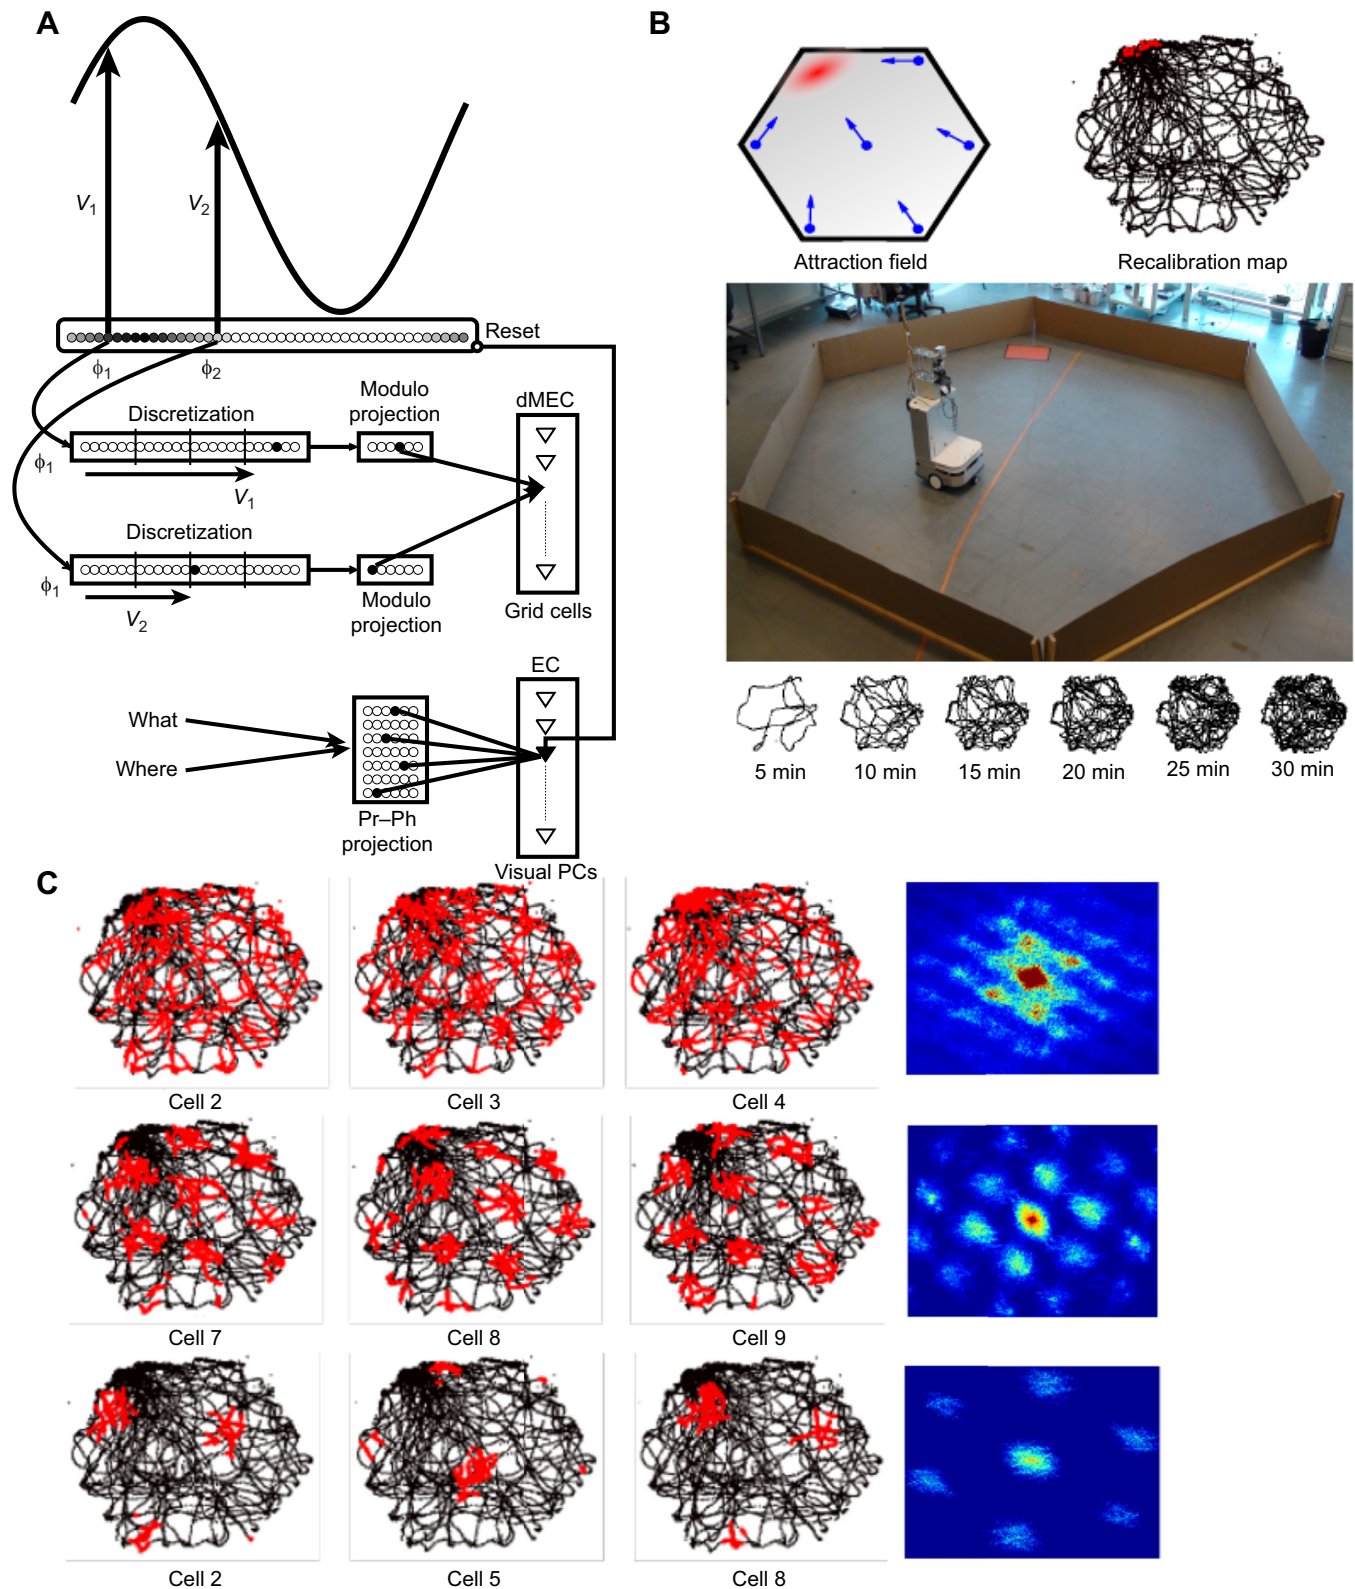 A
V1
V2
Reset
ϕ1
ϕ2
Discretization
Modulo
projection
dMEC
ϕ1
V1
Discretization
ϕ1
V2
Modulo
projection
Grid cells
EC
What
Where
Pr–Ph
projection
Visual PCs
B
Attraction field
Recalibration map
5 min
10 min
15 min
20 min
25 min
30 min
C
Cell 2
Cell 3
Cell 4
Cell 7
Cell 8
Cell 9
Cell 2
Cell 5
Cell 8